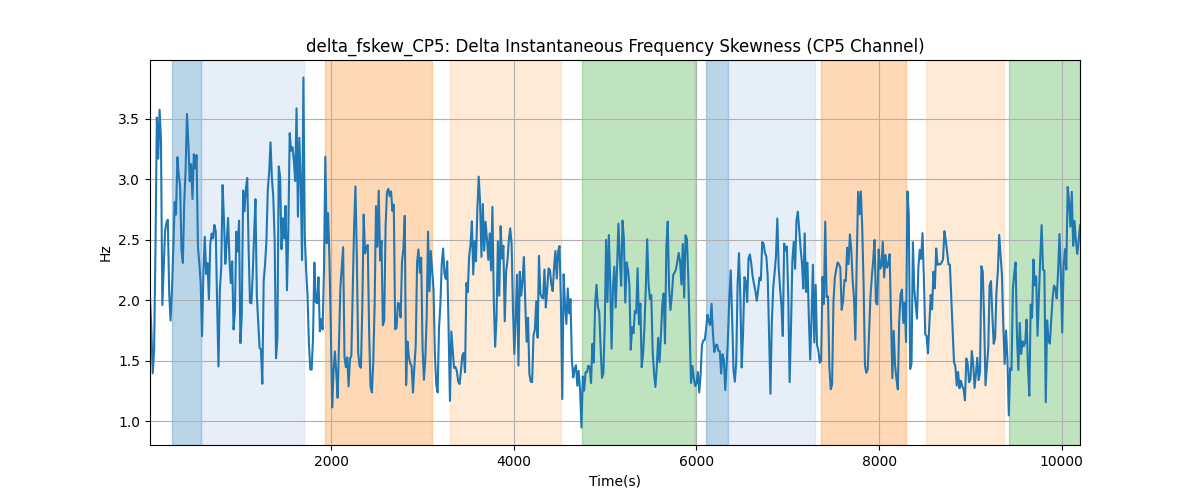 delta_fskew_CP5: Delta Instantaneous Frequency Skewness (CP5 Channel)
3.5
3.0
2.5
2.0
1.5
1.0
Hz
2000 4000 6000 8000 10000
Time(s)